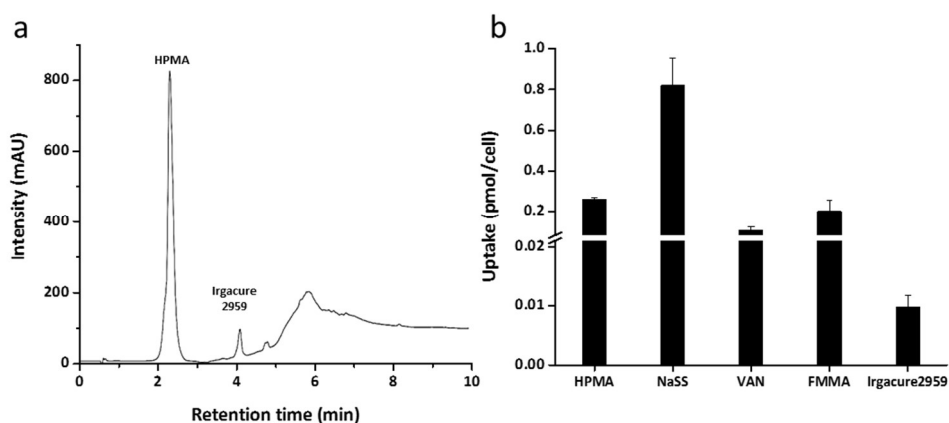 a
HPMA
Irgacure
2959
Intensity (mAU)
800
600
400
200
0
0 2 4 6 8 10
Retention time (min)
b
Uptake (pmol/cell)
1.0
0.8
0.6
0.4
0.2
0.02
0.01
0.00
HPMA NaSS VAN FMMA Irgacure2959